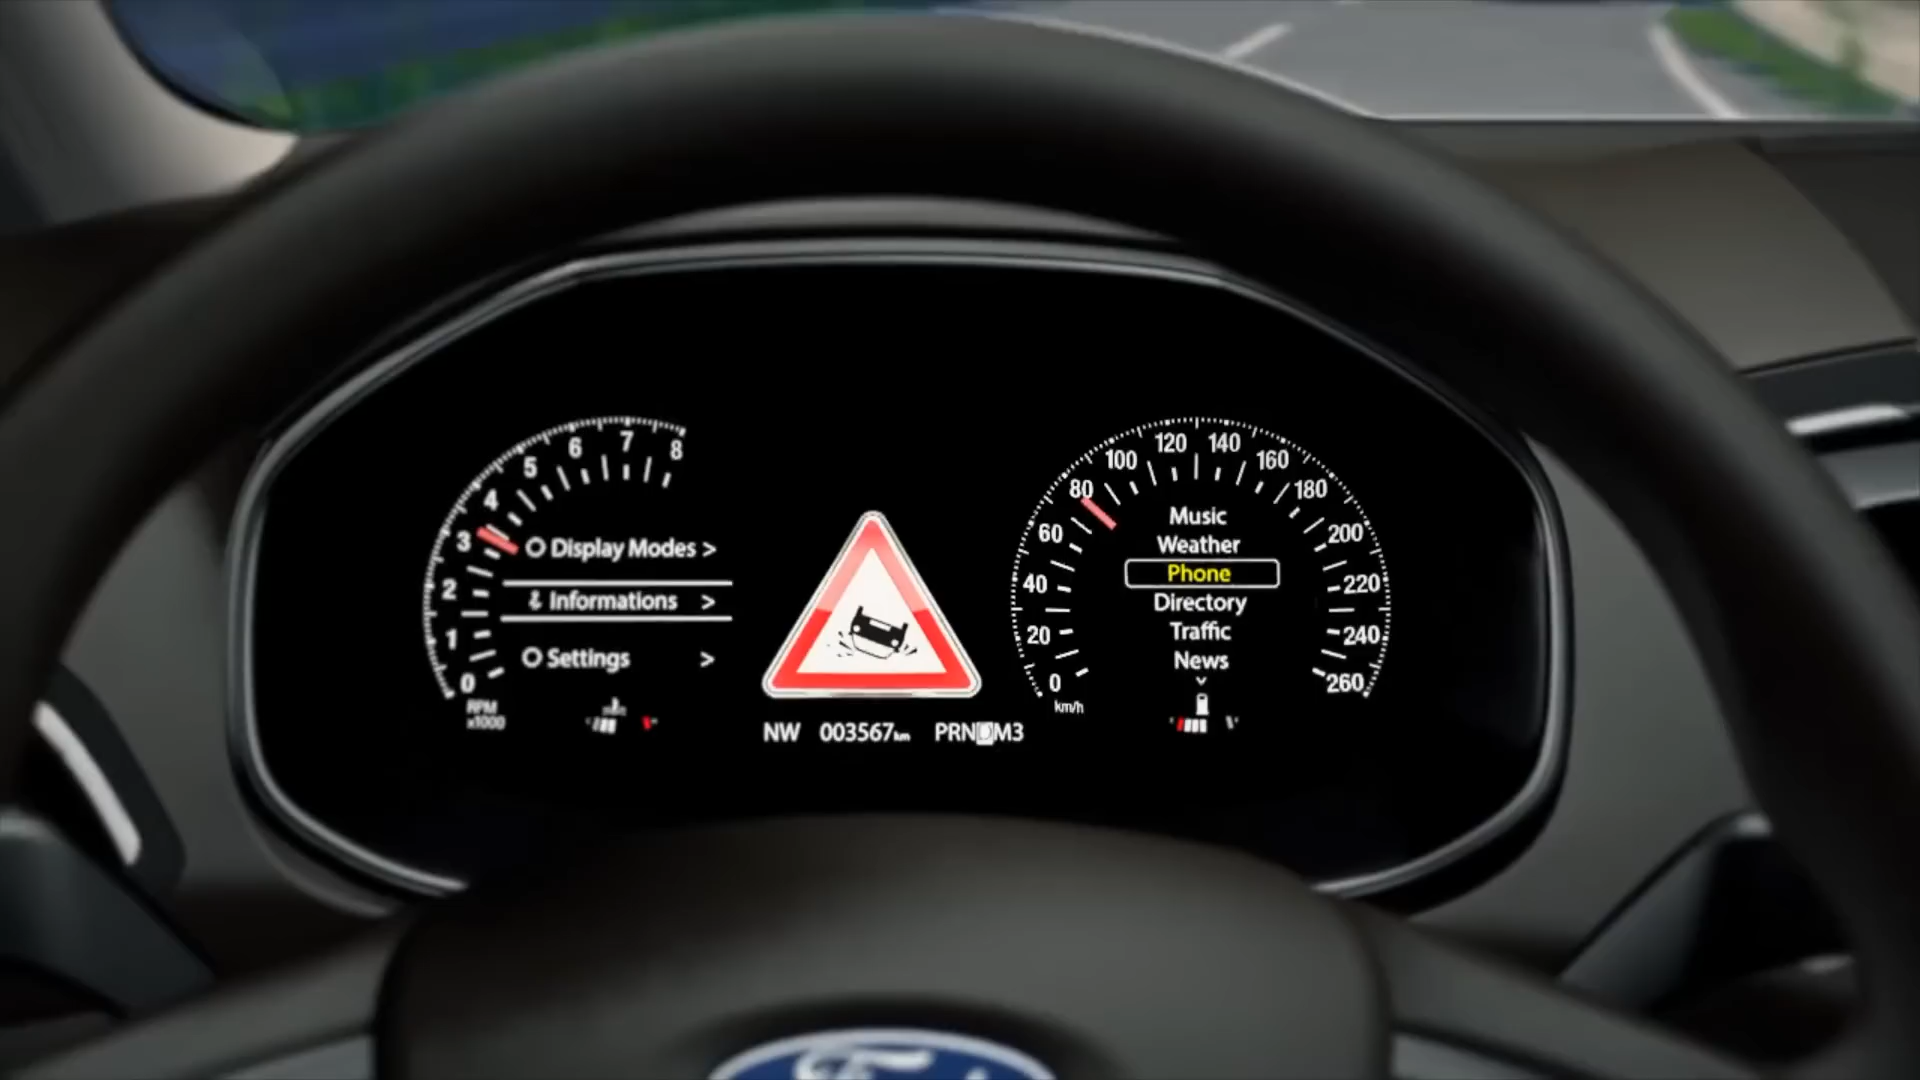 8
7
6
5
4
3
2
1
0
RPM
x1000
Display Modes >
Informations >
Settings >
NW 003567km PRNDM3
0
20
40
60
80
100
120
140
160
180
200
220
240
260
km/h
Music
Weather
Phone
Directory
Traffic
News